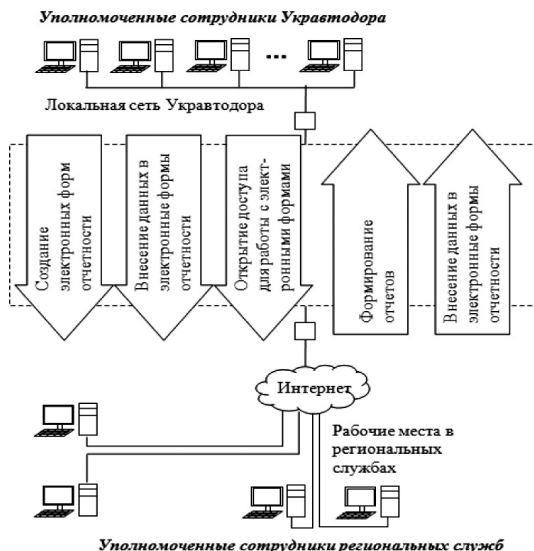 Уполномоченные сотрудники Укравтодора
...
Локальная сеть Укравтодора
Создание
электронных форм
отчетности
Внесение данных в
электронные формы
отчетности
Открытие доступа
для работы с элект-
ронными формами
Формирование
отчетов
Внесение данных в
электронные формы
отчетности
Интернет
Рабочие места в
региональных
службах
Уполномоченные сотрудники региональных служб